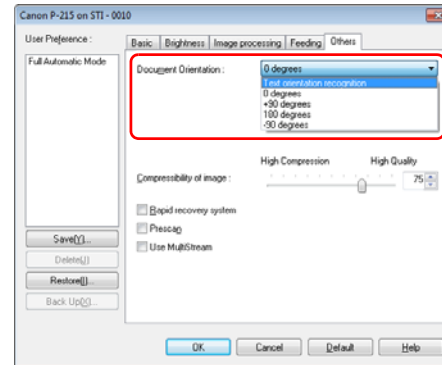 Canon P-215 on STI - 0010
User Preference :
Full Automatic Mode
Save(Y)...
Delete(J)
Restore(I)...
Back Up(X)...
Basic Brightness Image processing Feeding Others
Document Orientation : 0 degrees
Text orientation recognition
0 degrees
+90 degrees
180 degrees
-90 degrees
High Compression High Quality
Compressibility of image : 75
Rapid recovery system
Prescan
Use MultiStream
OK Cancel Default Help